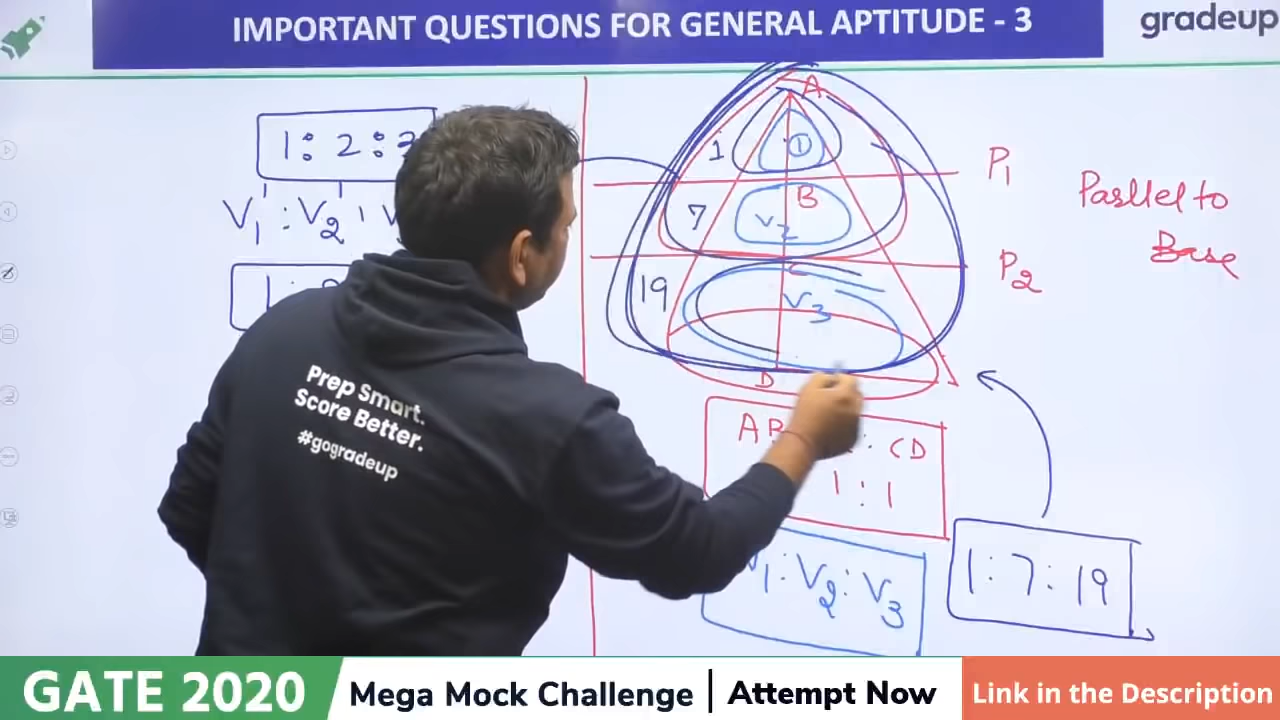 IMPORTANT QUESTIONS FOR GENERAL APTITUDE - 3
gradeup
1 : 2 :
V1 : V2 :
1 :
A
1
1
P1
B
7
V2
P2
19
V3
D
Parllel to
Base
: CD
1 : 1
V1 : V2 : V3
1 : 7 : 19
Prep Smart.
Score Better.
#gogradeup
GATE 2020
Mega Mock Challenge | Attempt Now
Link in the Description